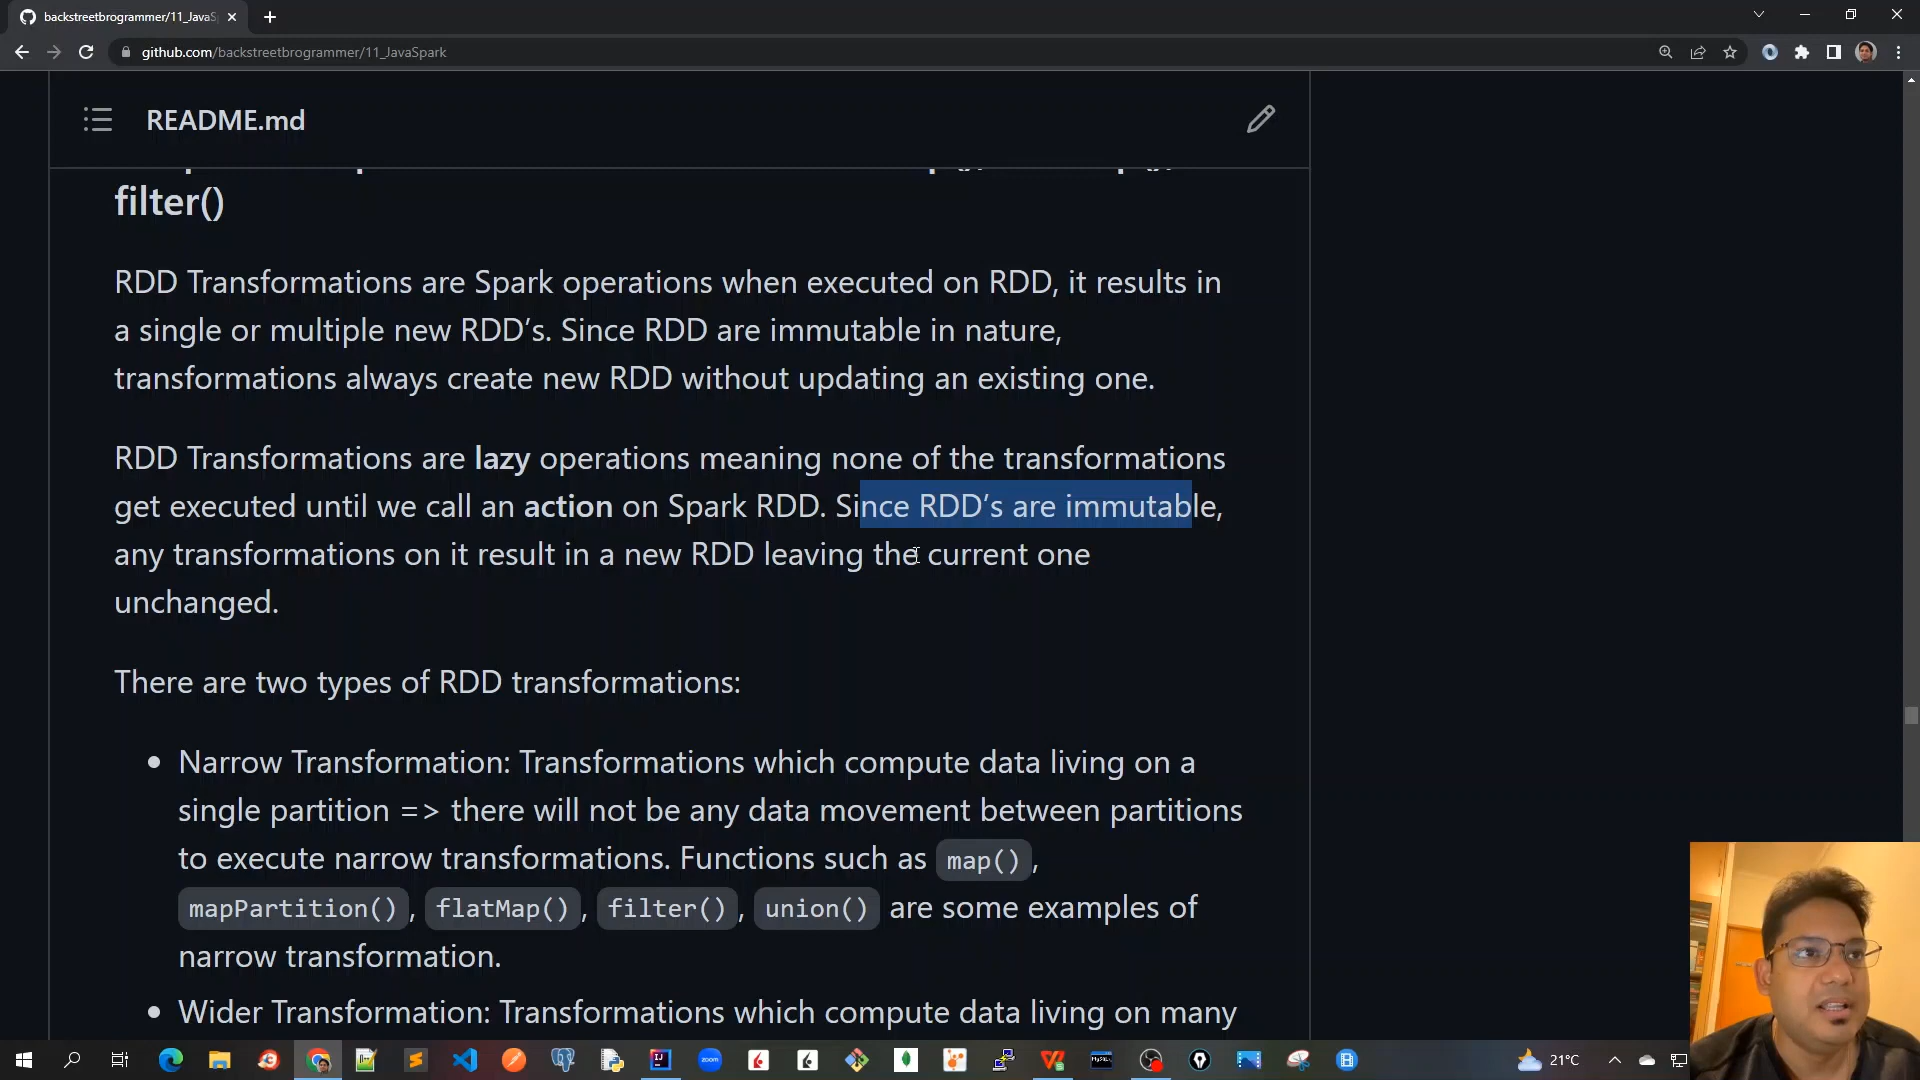 backstreetbrogrammer/11_JavaS
github.com/backstreetbrogrammer/11_JavaSpark
README.md
filter()
RDD Transformations are Spark operations when executed on RDD, it results in
a single or multiple new RDD’s. Since RDD are immutable in nature,
transformations always create new RDD without updating an existing one.
RDD Transformations are lazy operations meaning none of the transformations
get executed until we call an action on Spark RDD. Since RDD’s are immutable,
any transformations on it result in a new RDD leaving the current one
unchanged.
There are two types of RDD transformations:
• Narrow Transformation: Transformations which compute data living on a
single partition => there will not be any data movement between partitions
to execute narrow transformations. Functions such as map(),
mapPartition(), flatMap(), filter(), union() are some examples of
narrow transformation.
• Wider Transformation: Transformations which compute data living on many
zoom
21°C